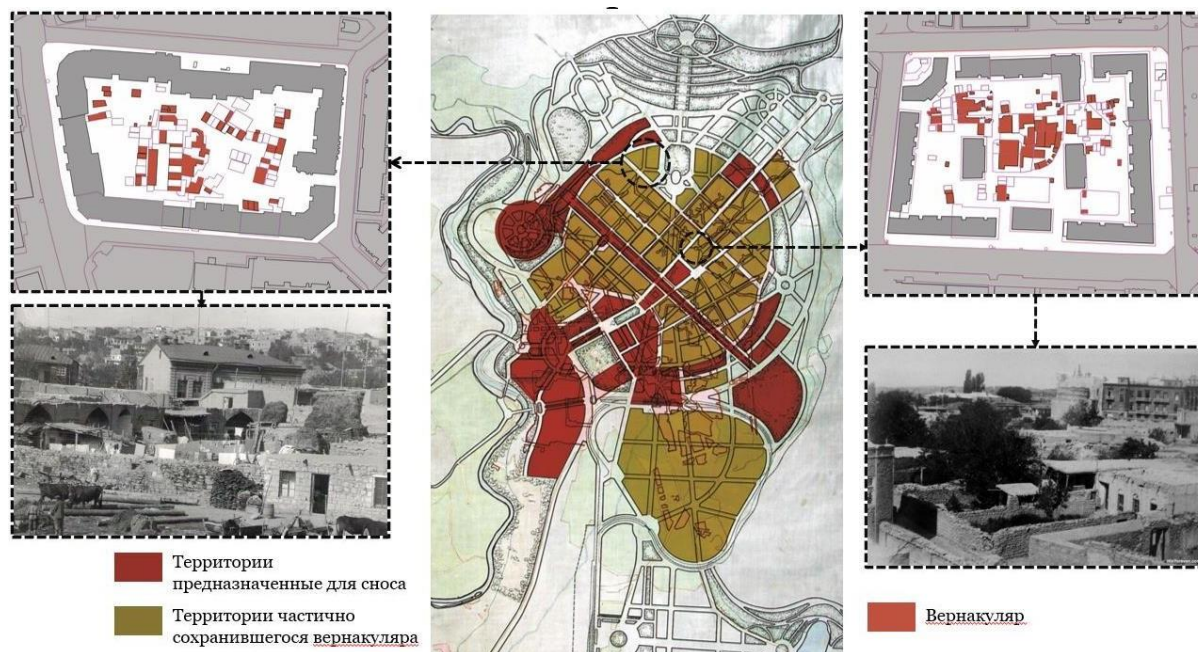 Территории
предназначенные для сноса
Территории частично
сохранившегося вернакуляра
Вернакуляр